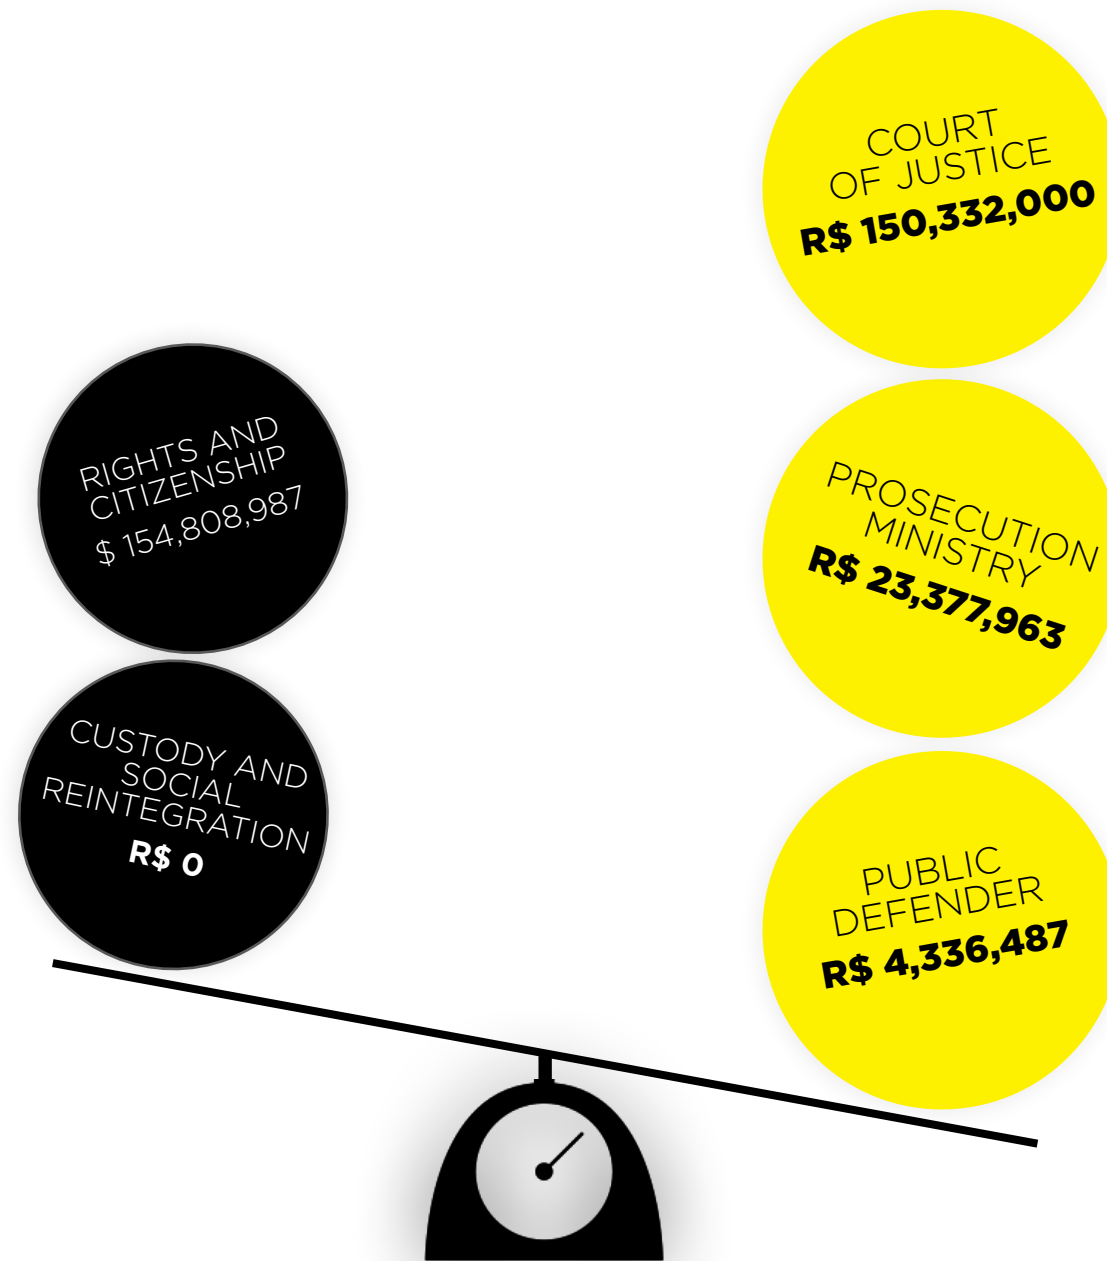 COURT
OF JUSTICE
R$ 150,332,000
RIGHTS AND
CITIZENSHIP
$ 154,808,987
PROSECUTION
MINISTRY
R$ 23,377,963
CUSTODY AND
SOCIAL
REINTEGRATION
R$ 0
PUBLIC
DEFENDER
R$ 4,336,487